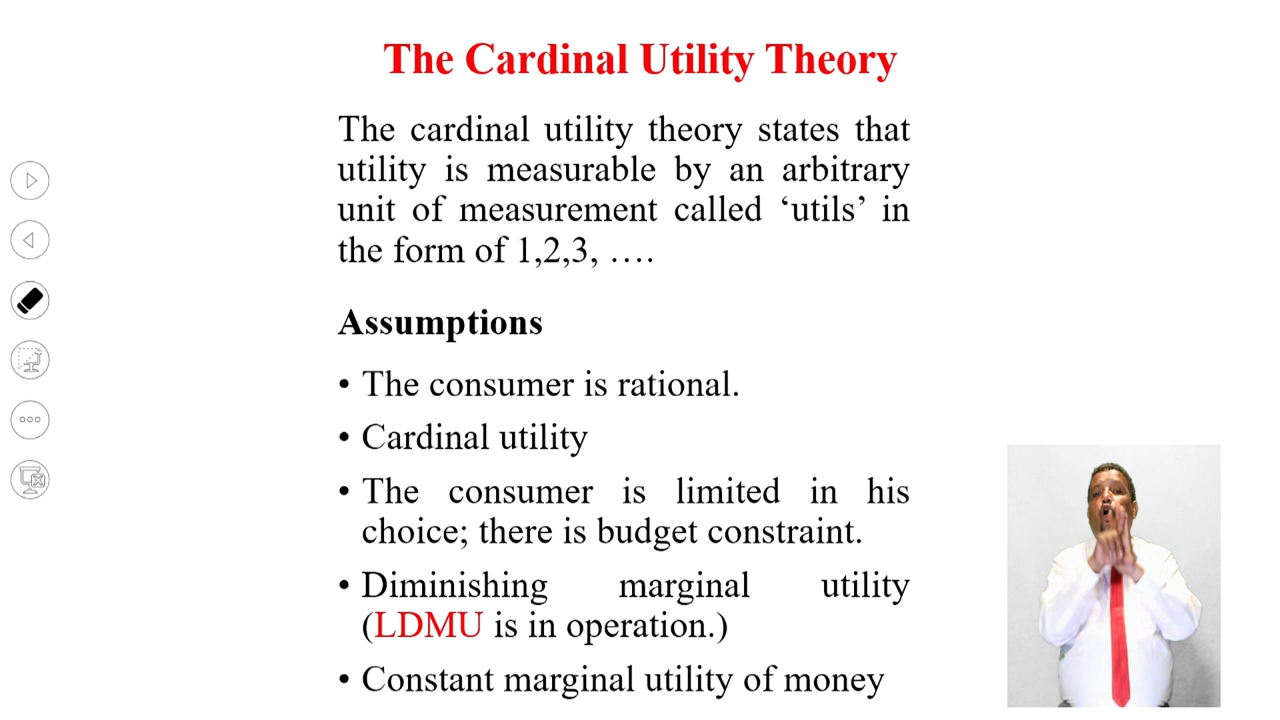 The Cardinal Utility Theory
The cardinal utility theory states that
utility is measurable by an arbitrary
unit of measurement called ‘utils’ in
the form of 1,2,3, ….
Assumptions
• The consumer is rational.
• Cardinal utility
• The consumer is limited in his
choice; there is budget constraint.
• Diminishing marginal utility
(LDMU is in operation.)
• Constant marginal utility of money